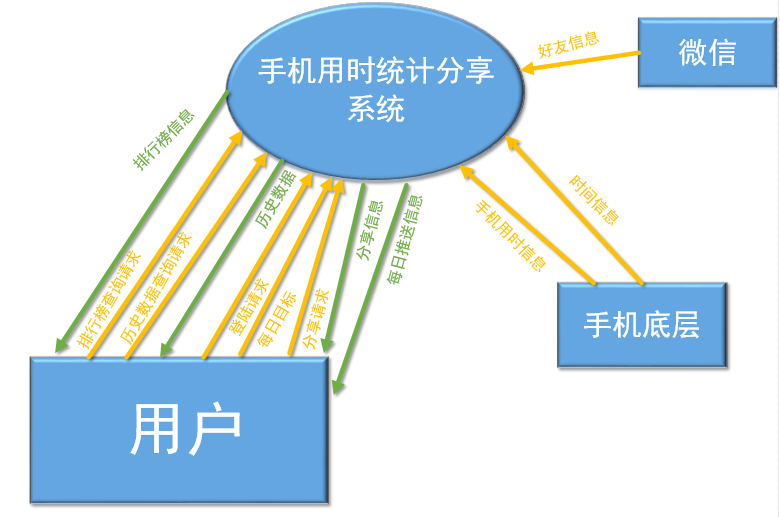 手机用时统计分享
系统
微信
好友信息
排行榜信息
排行榜查询请求
历史数据查询请求
历史数据
登陆请求
每日目标
分享请求
分享信息
每日推送信息
手机用时信息
时间信息
手机底层
用户